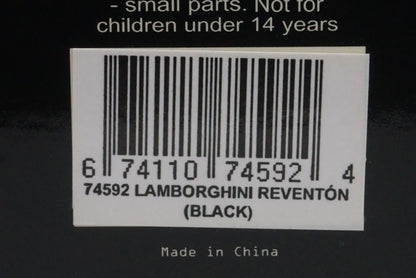 - small parts. Not for
children under 14 years
6 74110 74592 4
74592 LAMBORGHINI REVENTÓN
(BLACK)
Made in China